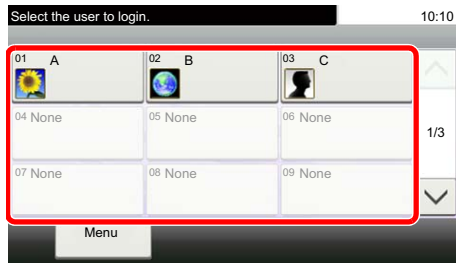 Select the user to login.
10:10
01 A
02 B
03 C
04 None
05 None
06 None
1/3
07 None
08 None
09 None
Menu